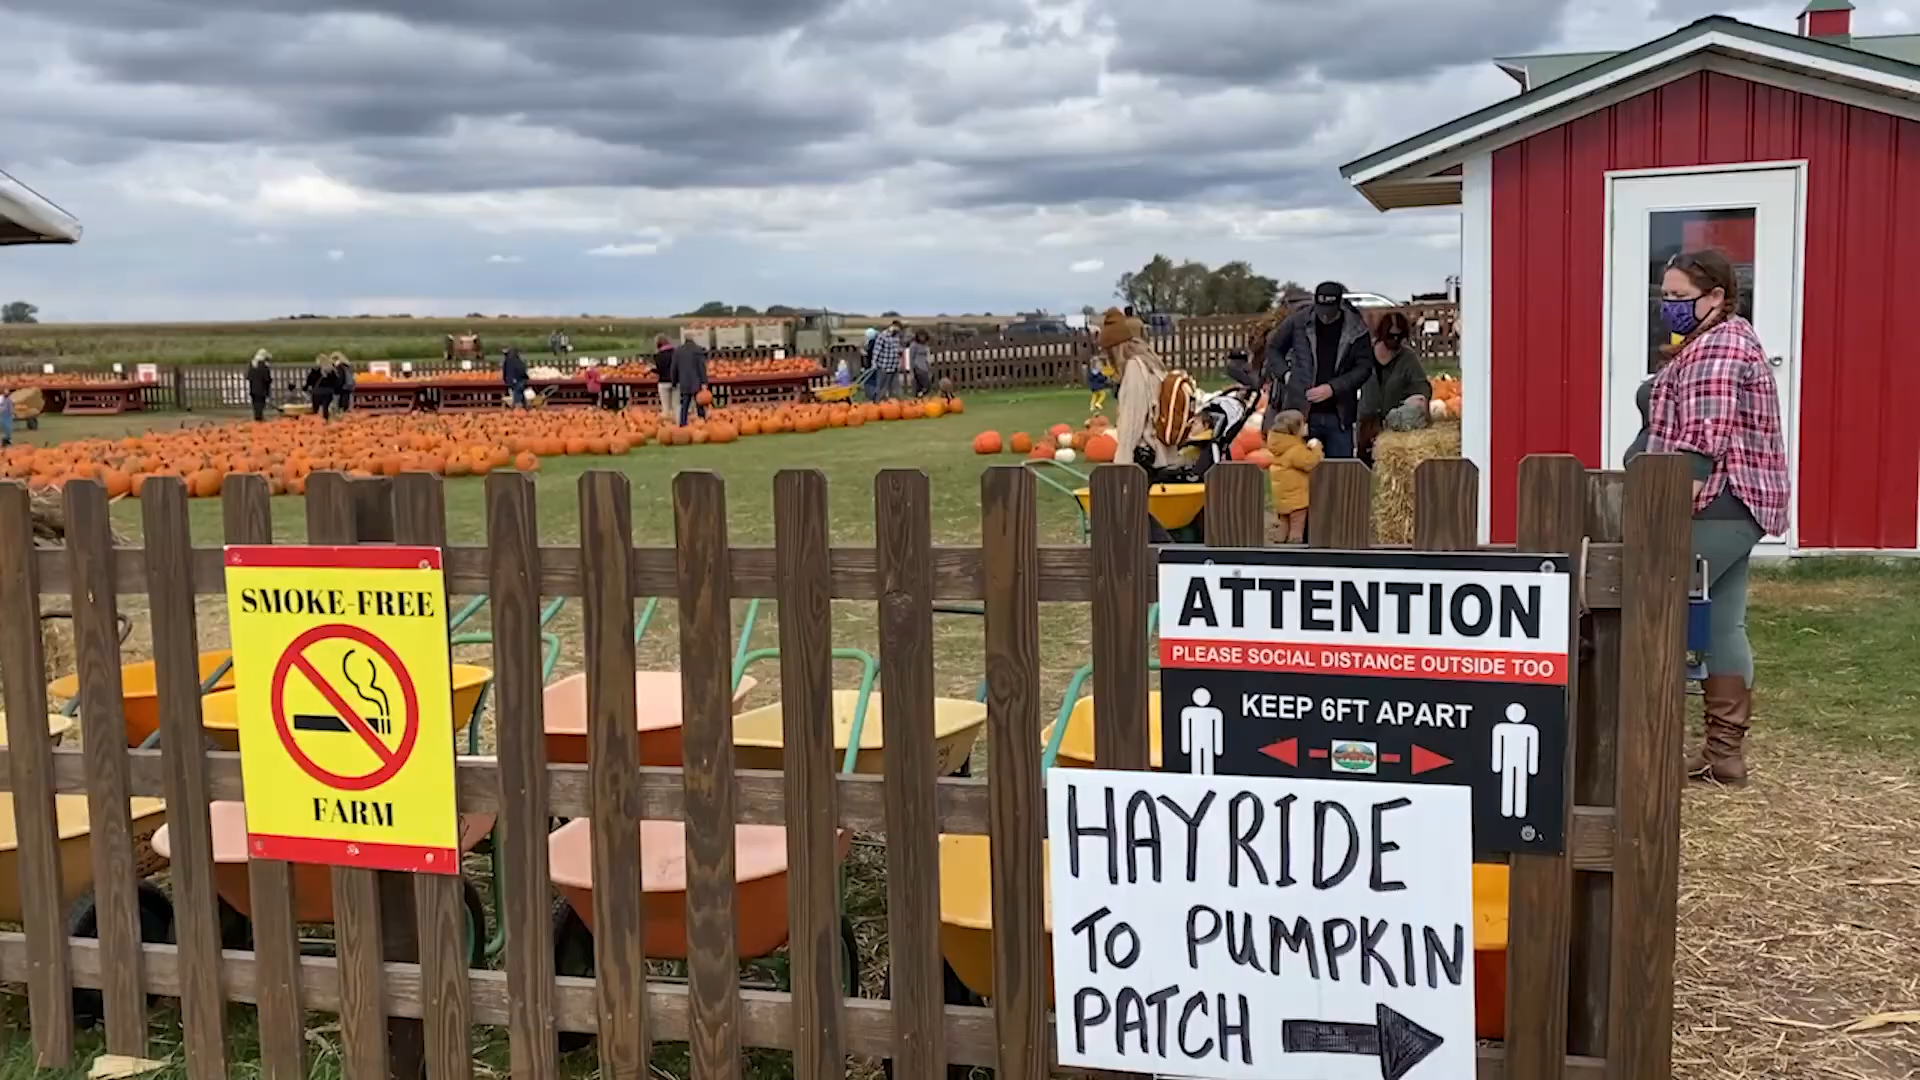 SMOKE-FREE
FARM
ATTENTION
PLEASE SOCIAL DISTANCE OUTSIDE TOO
KEEP 6FT APART
HAYRIDE
TO PUMPKIN
PATCH